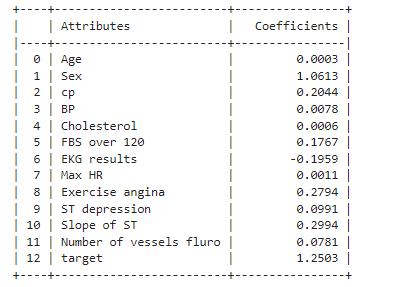 Attributes Coefficients
0 Age 0.0003
1 Sex 1.0613
2 cp 0.2044
3 BP 0.0078
4 Cholesterol 0.0006
5 FBS over 120 0.1767
6 EKG results -0.1959
7 Max HR 0.0011
8 Exercise angina 0.2794
9 ST depression 0.0991
10 Slope of ST 0.2994
11 Number of vessels fluro 0.0781
12 target 1.2503